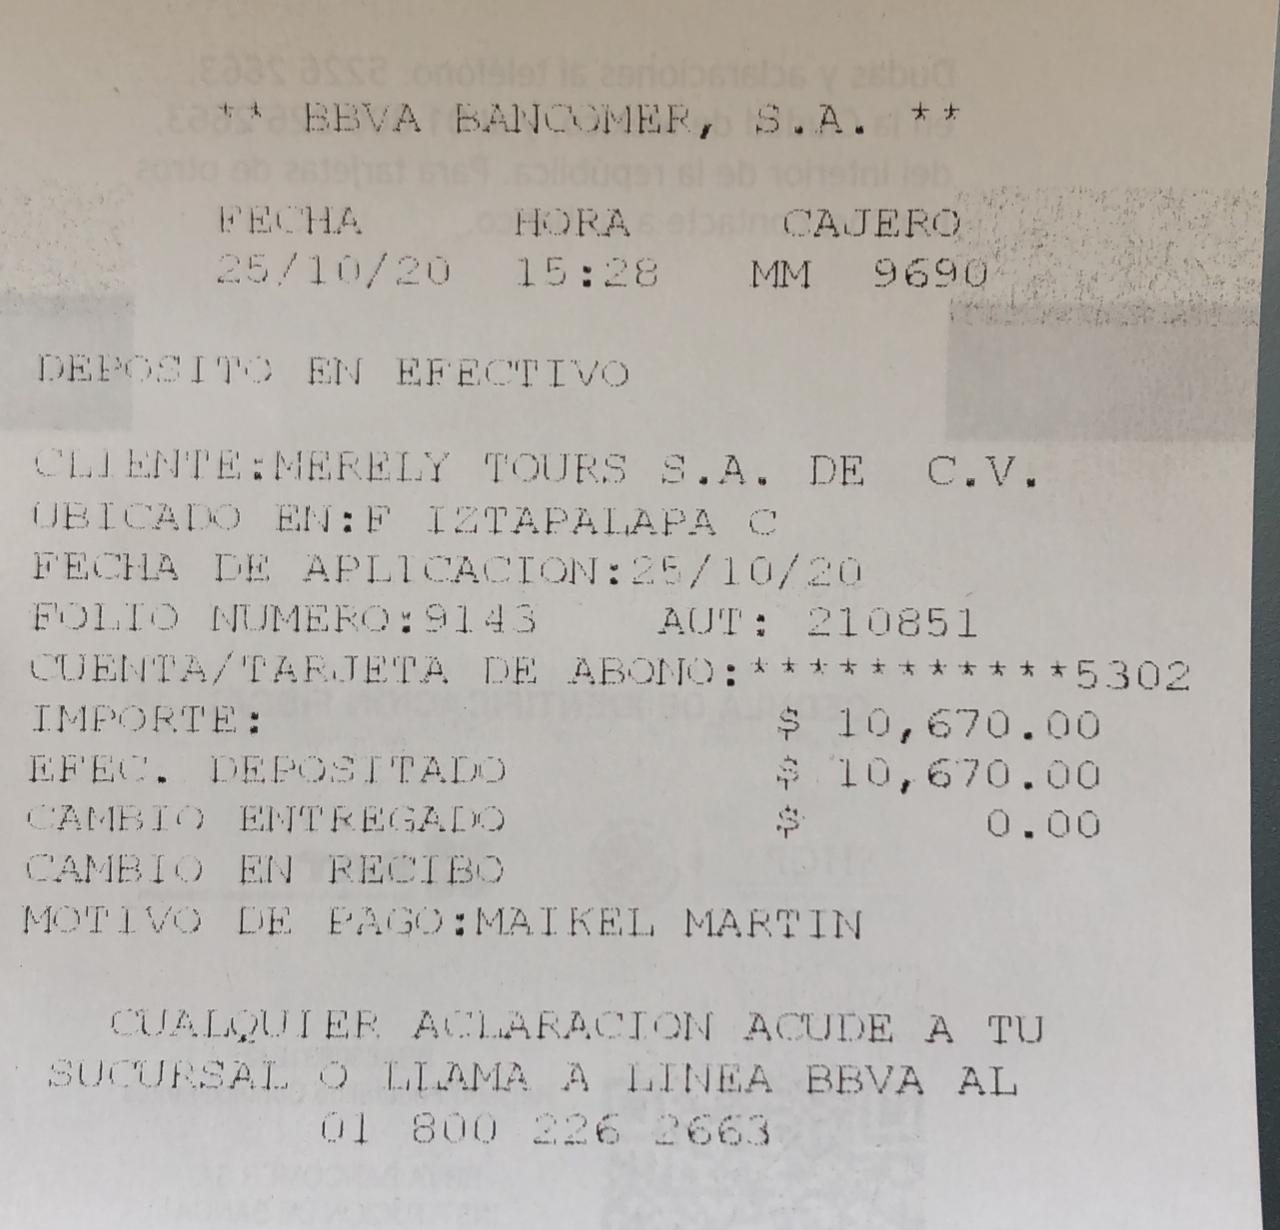 ** BBVA BANCOMER, S.A. **
FECHA HORA CAJERO
25/10/20 15:28 MM 9690
DEPOSITO EN EFECTIVO
CLIENTE:MERELY TOURS S.A. DE C.V.
UBICADO EN:F IZTAPALAPA C
FECHA DE APLICACION:25/10/20
FOLIO NUMERO:9143 AUT: 210851
CUENTA/TARJETA DE ABONO:***********5302
IMPORTE: $ 10,670.00
EFEC. DEPOSITADO $ 10,670.00
CAMBIO ENTREGADO $ 0.00
CAMBIO EN RECIBO
MOTIVO DE PAGO:MAIKEL MARTIN
CUALQUIER ACLARACION ACUDE A TU
SUCURSAL O LLAMA A LINEA BBVA AL
01 800 226 2663